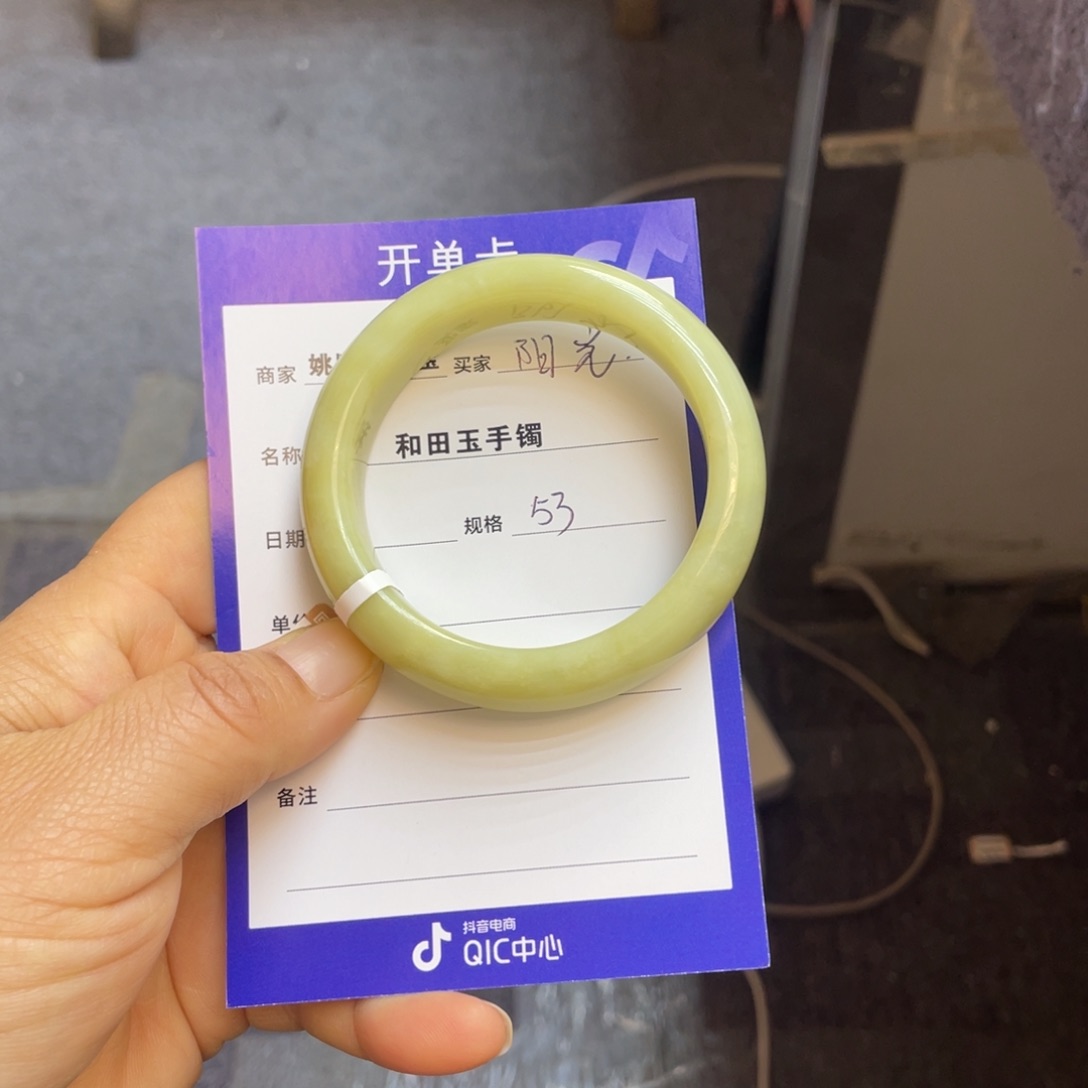 开单卡
商家 姚 买家 阳光.
名称 和田玉手镯
日期 规格 53
单价
备注
抖音电商
QIC中心